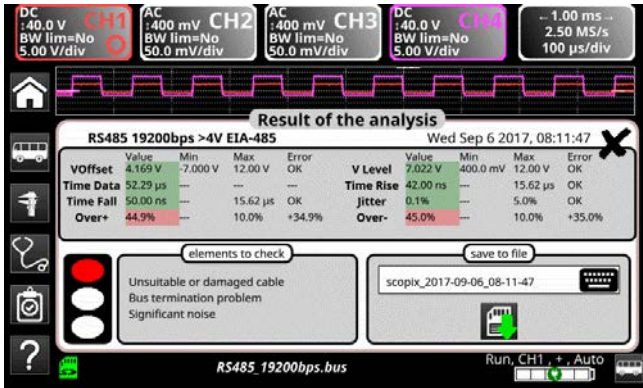 DC
↕40.0 V CH1
BW lim=No
5.00 V/div
AC
↕400 mV CH2
BW lim=No
50.0 mV/div
AC
↕400 mV CH3
BW lim=No
50.0 mV/div
DC
↕40.0 V CH4
BW lim=No
5.00 V/div
←1.00 ms→
2.50 MS/s
100 µs/div
Result of the analysis
RS485 19200bps >4V EIA-485 Wed Sep 6 2017, 08:11:47
Value Min Max Error Value Min Max Error
VOffset 4.169 V -7.000 V 12.00 V OK V Level 7.022 V 400.0 mV 12.00 V OK
Time Data 52.29 µs --- --- --- Time Rise 42.00 ns --- 15.62 µs OK
Time Fall 50.00 ns --- 15.62 µs OK Jitter 0.1% --- 5.0% OK
Over+ 44.9% --- 10.0% +34.9% Over- 45.0% --- 10.0% +35.0%
elements to check
Unsuitable or damaged cable
Bus termination problem
Significant noise
save to file
scopix_2017-09-06_08-11-47
?
RS485_19200bps.bus
Run, CH1 , + , Auto